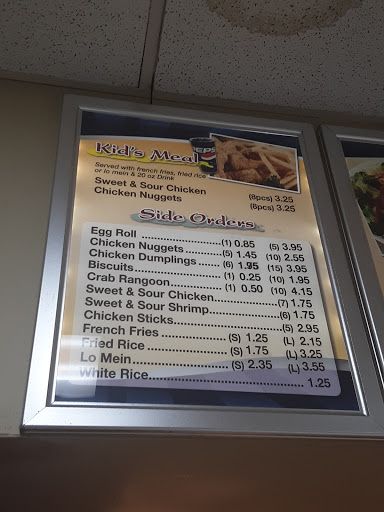 Kid's Meal
PEPSI
Served with french fries, fried rice
or lo mein & 20 oz Drink
Sweet & Sour Chicken (8pcs) 3.25
Chicken Nuggets (8pcs) 3.25
Side Orders
Egg Roll ....................(1) 0.85 (5) 3.95
Chicken Nuggets..........(5) 1.45 (10) 2.55
Chicken Dumplings .....(6) 1.95 (15) 3.95
Biscuits.......................(1) 0.25 (10) 1.95
Crab Rangoon..............(1) 0.50 (10) 4.15
Sweet & Sour Chicken................(7) 1.75
Sweet & Sour Shrimp..................(6) 1.75
Chicken Sticks............................(5) 2.95
French Fries ...............(S) 1.25 (L) 2.15
Fried Rice ..................(S) 1.75 (L) 3.25
Lo Mein.......................(S) 2.35 (L) 3.55
White Rice........................................1.25